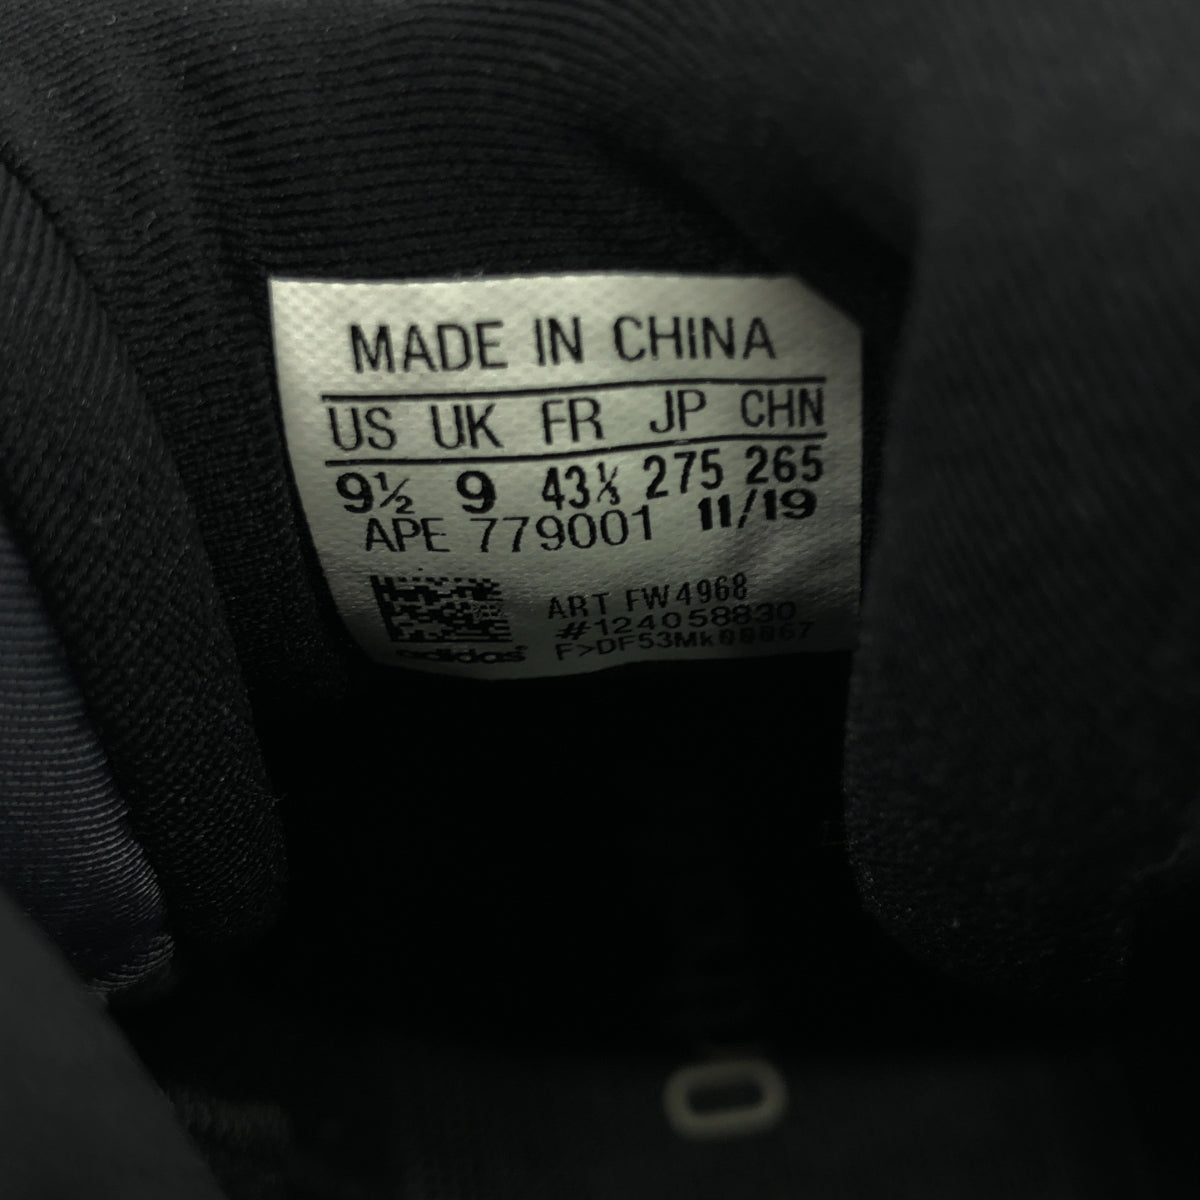 MADE IN CHINA
US UK FR JP CHN
9½ 9 43⅓ 275 265
APE 779001 11/19
ART FW4968
#124058830
F>DF53Mk00067
adidas